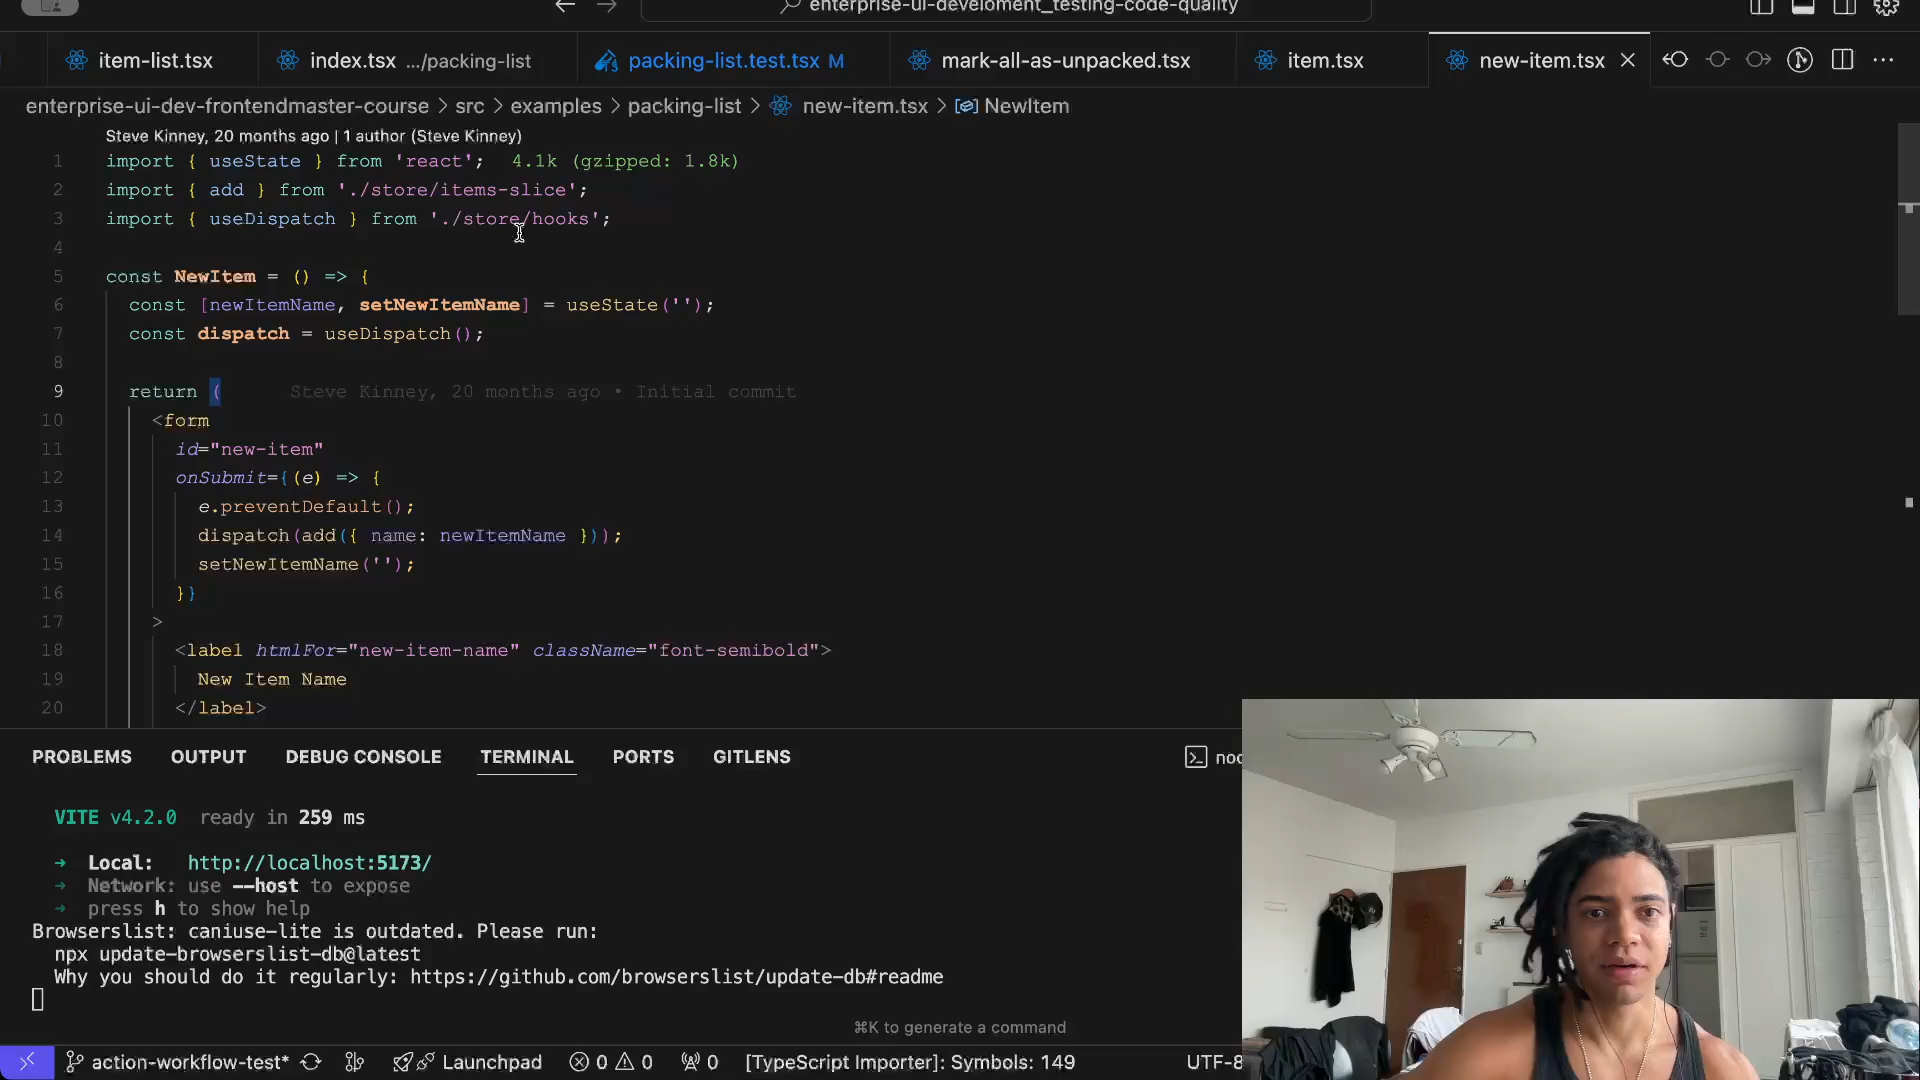 enterprise-ui-develoment_testing-code-quality
item-list.tsx
index.tsx .../packing-list
packing-list.test.tsx M
mark-all-as-unpacked.tsx
item.tsx
new-item.tsx
enterprise-ui-dev-frontendmaster-course > src > examples > packing-list > new-item.tsx > NewItem
Steve Kinney, 20 months ago | 1 author (Steve Kinney)
1 import { useState } from 'react'; 4.1k (gzipped: 1.8k)
2 import { add } from './store/items-slice';
3 import { useDispatch } from './store/hooks';
4
5 const NewItem = () => {
6 const [newItemName, setNewItemName] = useState('');
7 const dispatch = useDispatch();
8
9 return ( Steve Kinney, 20 months ago • Initial commit
10 <form
11 id="new-item"
12 onSubmit={(e) => {
13 e.preventDefault();
14 dispatch(add({ name: newItemName }));
15 setNewItemName('');
16 }}
17 >
18 <label htmlFor="new-item-name" className="font-semibold">
19 New Item Name
20 </label>
PROBLEMS OUTPUT DEBUG CONSOLE TERMINAL PORTS GITLENS
VITE v4.2.0 ready in 259 ms
➜ Local: http://localhost:5173/
➜ Network: use --host to expose
➜ press h to show help
Browserslist: caniuse-lite is outdated. Please run:
npx update-browserslist-db@latest
Why you should do it regularly: https://github.com/browserslist/update-db#readme
⌘K to generate a command
action-workflow-test* Launchpad 0 0 0 [TypeScript Importer]: Symbols: 149 UTF-8